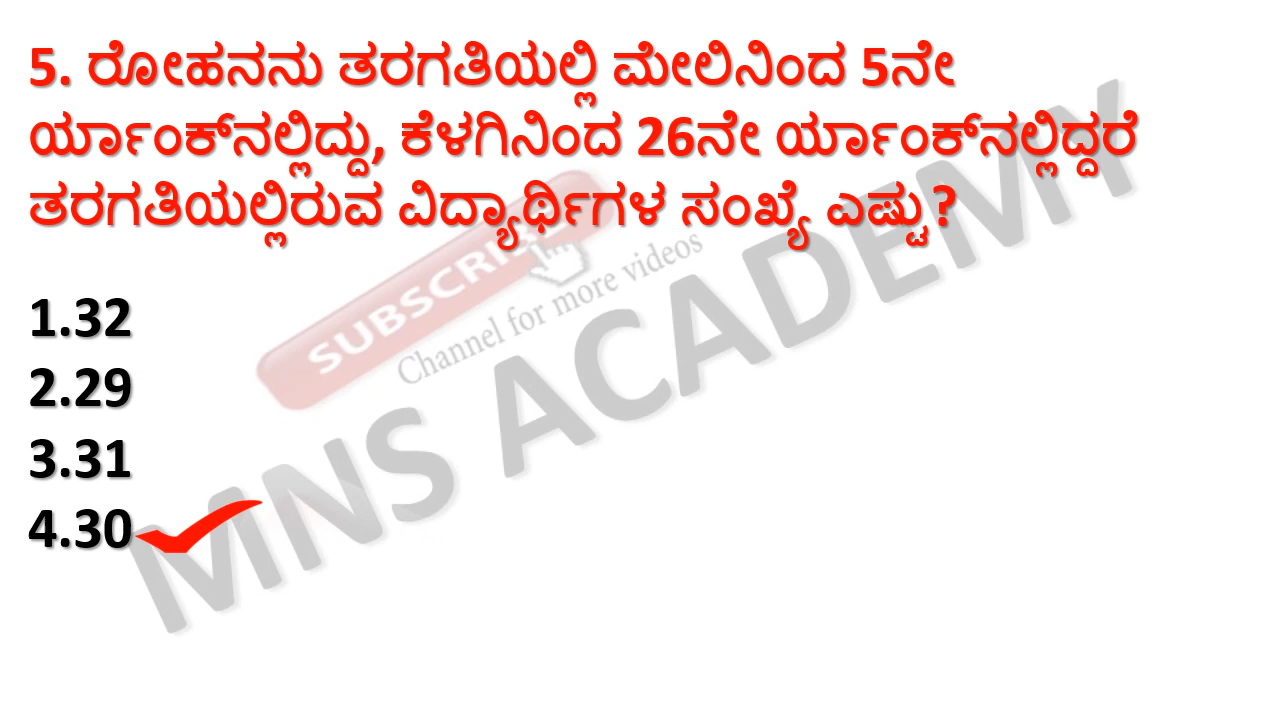 5. ರೋಹನನು ತರಗತಿಯಲ್ಲಿ ಮೇಲಿನಿಂದ 5ನೇ
ರ್ಯಾಂಕ್‌ನಲ್ಲಿದ್ದು, ಕೆಳಗಿನಿಂದ 26ನೇ ರ್ಯಾಂಕ್‌ನಲ್ಲಿದ್ದರೆ
ತರಗತಿಯಲ್ಲಿರುವ ವಿದ್ಯಾರ್ಥಿಗಳ ಸಂಖ್ಯೆ ಎಷ್ಟು?
SUBSCRIBE
Channel for more videos
MNS ACADEMY
1.32
2.29
3.31
4.30